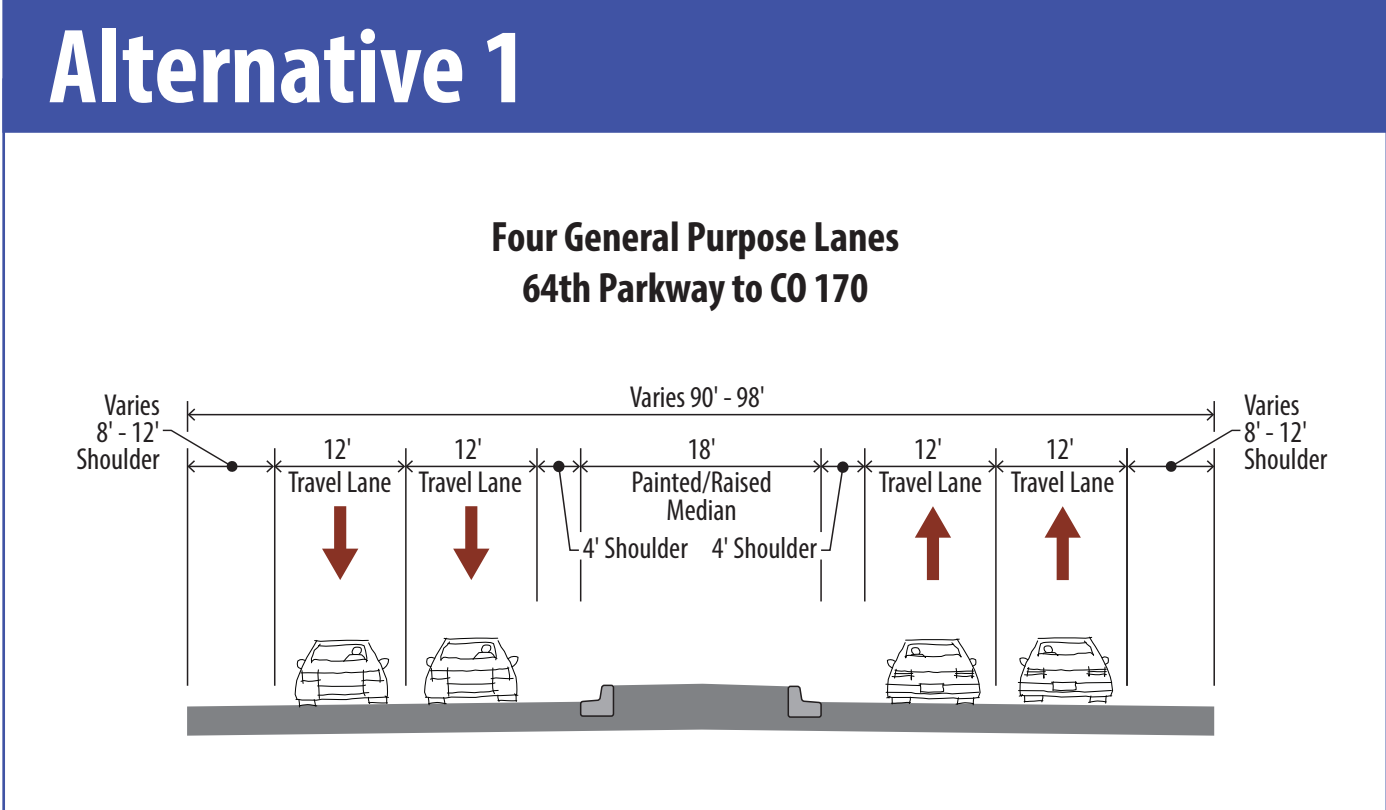 Alternative 1
Four General Purpose Lanes
64th Parkway to CO 170
Varies 90' - 98'
Varies
8' - 12'
Shoulder
12'
Travel Lane
12'
Travel Lane
4' Shoulder
18'
Painted/Raised
Median
4' Shoulder
12'
Travel Lane
12'
Travel Lane
Varies
8' - 12'
Shoulder